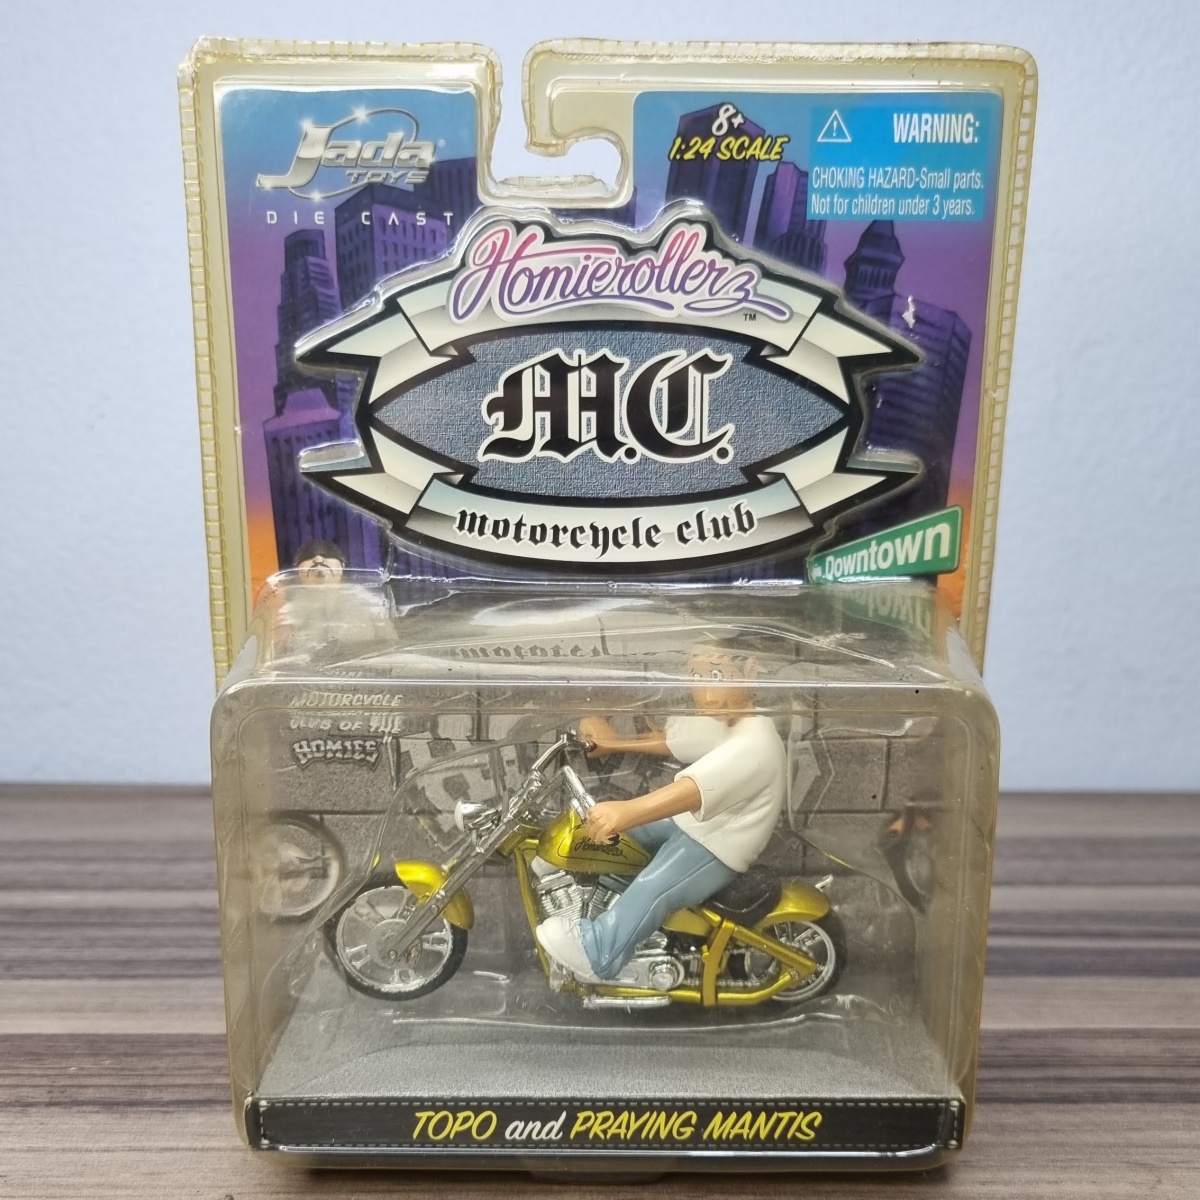 Jada
TOYS
DIE CAST
8+
1:24 SCALE
WARNING:
CHOKING HAZARD-Small parts.
Not for children under 3 years.
Homierollerz
TM
M.C.
motorcycle club
Downtown
MOTORCYCLE
CLUB OF THE
"HOMIES"
TOPO and PRAYING MANTIS